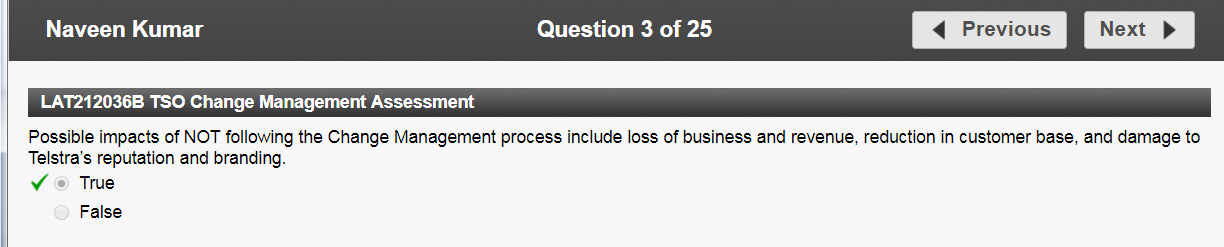 Naveen Kumar
Question 3 of 25
Previous
Next
LAT212036B TSO Change Management Assessment
Possible impacts of NOT following the Change Management process include loss of business and revenue, reduction in customer base, and damage to
Telstra's reputation and branding.
True
False